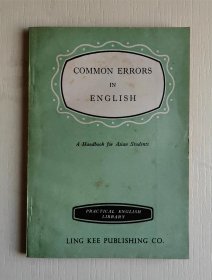 COMMON ERRORS
IN
ENGLISH
A Handbook for Asian Students
PRACTICAL ENGLISH
LIBRARY
LING KEE PUBLISHING CO.